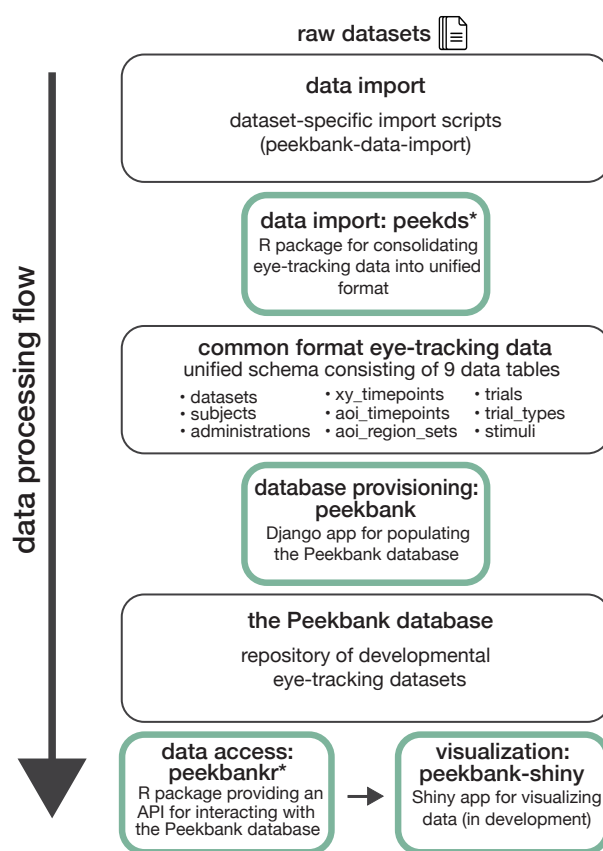 raw datasets
data import
dataset-specific import scripts
(peekbank-data-import)
data import: peekds*
R package for consolidating
eye-tracking data into unified
format
data processing flow
common format eye-tracking data
unified schema consisting of 9 data tables
• datasets
• subjects
• administrations
• xy_timepoints
• aoi_timepoints
• aoi_region_sets
• trials
• trial_types
• stimuli
database provisioning:
peekbank
Django app for populating
the Peekbank database
the Peekbank database
repository of developmental
eye-tracking datasets
data access:
peekbankr*
R package providing an
API for interacting with
the Peekbank database
visualization:
peekbank-shiny
Shiny app for visualizing
data (in development)